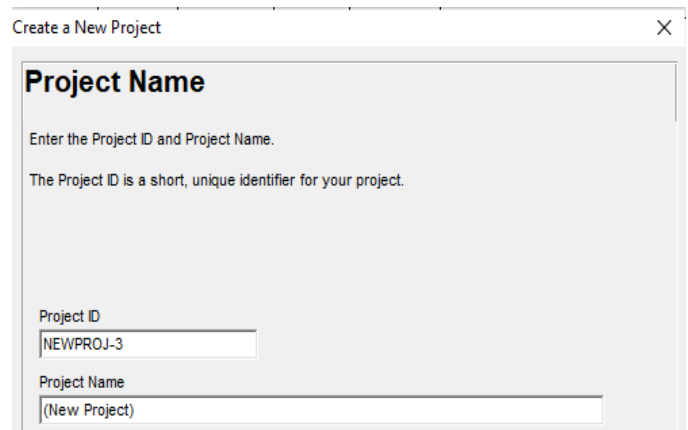 Create a New Project
Project Name
Enter the Project ID and Project Name.
The Project ID is a short, unique identifier for your project.
Project ID
NEWPROJ-3
Project Name
(New Project)